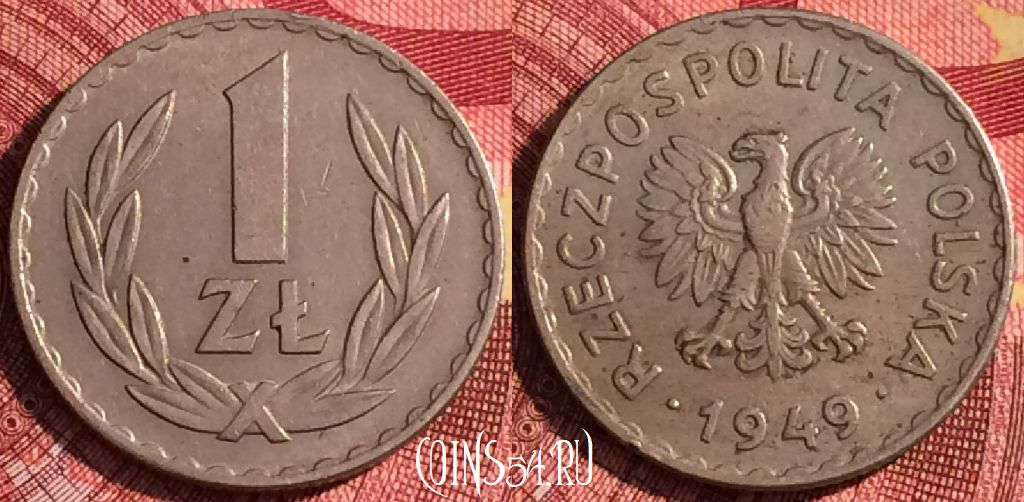 1
ZŁ
RZECZPOSPOLITA POLSKA
· 1949 ·
COINS54.RU